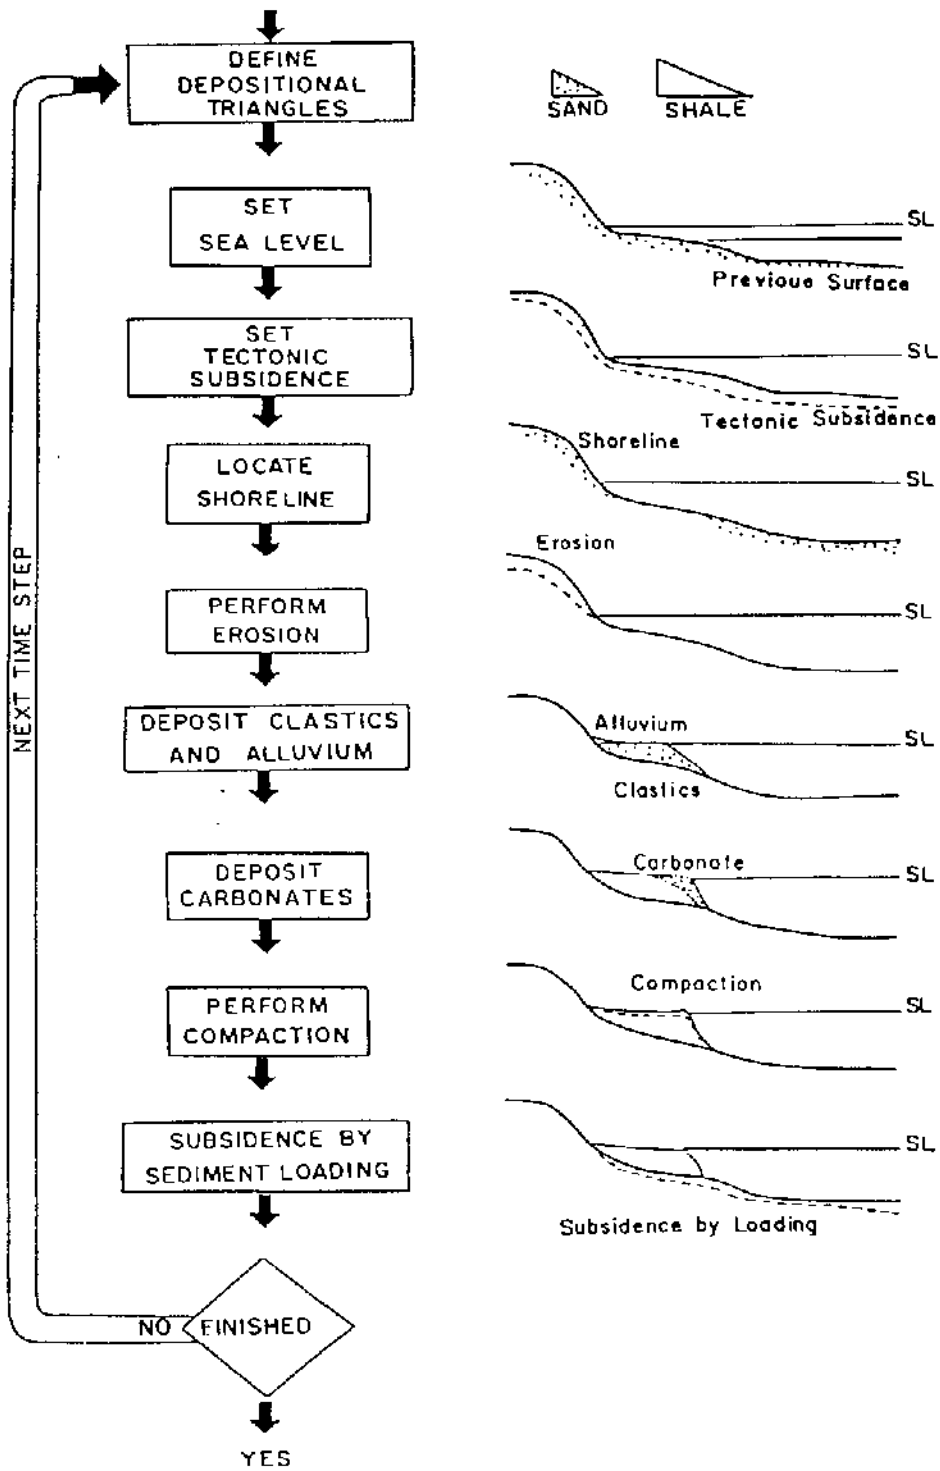 DEFINE
DEPOSITIONAL
TRIANGLES
SAND
SHALE
SET
SEA LEVEL
SL
Previous Surface
SET
TECTONIC
SUBSIDENCE
SL
Tectonic Subsidence
LOCATE
SHORELINE
Shoreline
SL
PERFORM
EROSION
Erosion
SL
DEPOSIT CLASTICS
AND ALLUVIUM
Alluvium
SL
Clastics
DEPOSIT
CARBONATES
Carbonate
SL
PERFORM
COMPACTION
Compaction
SL
SUBSIDENCE BY
SEDIMENT LOADING
SL
Subsidence by Loading
NO
FINISHED
YES
NEXT TIME STEP